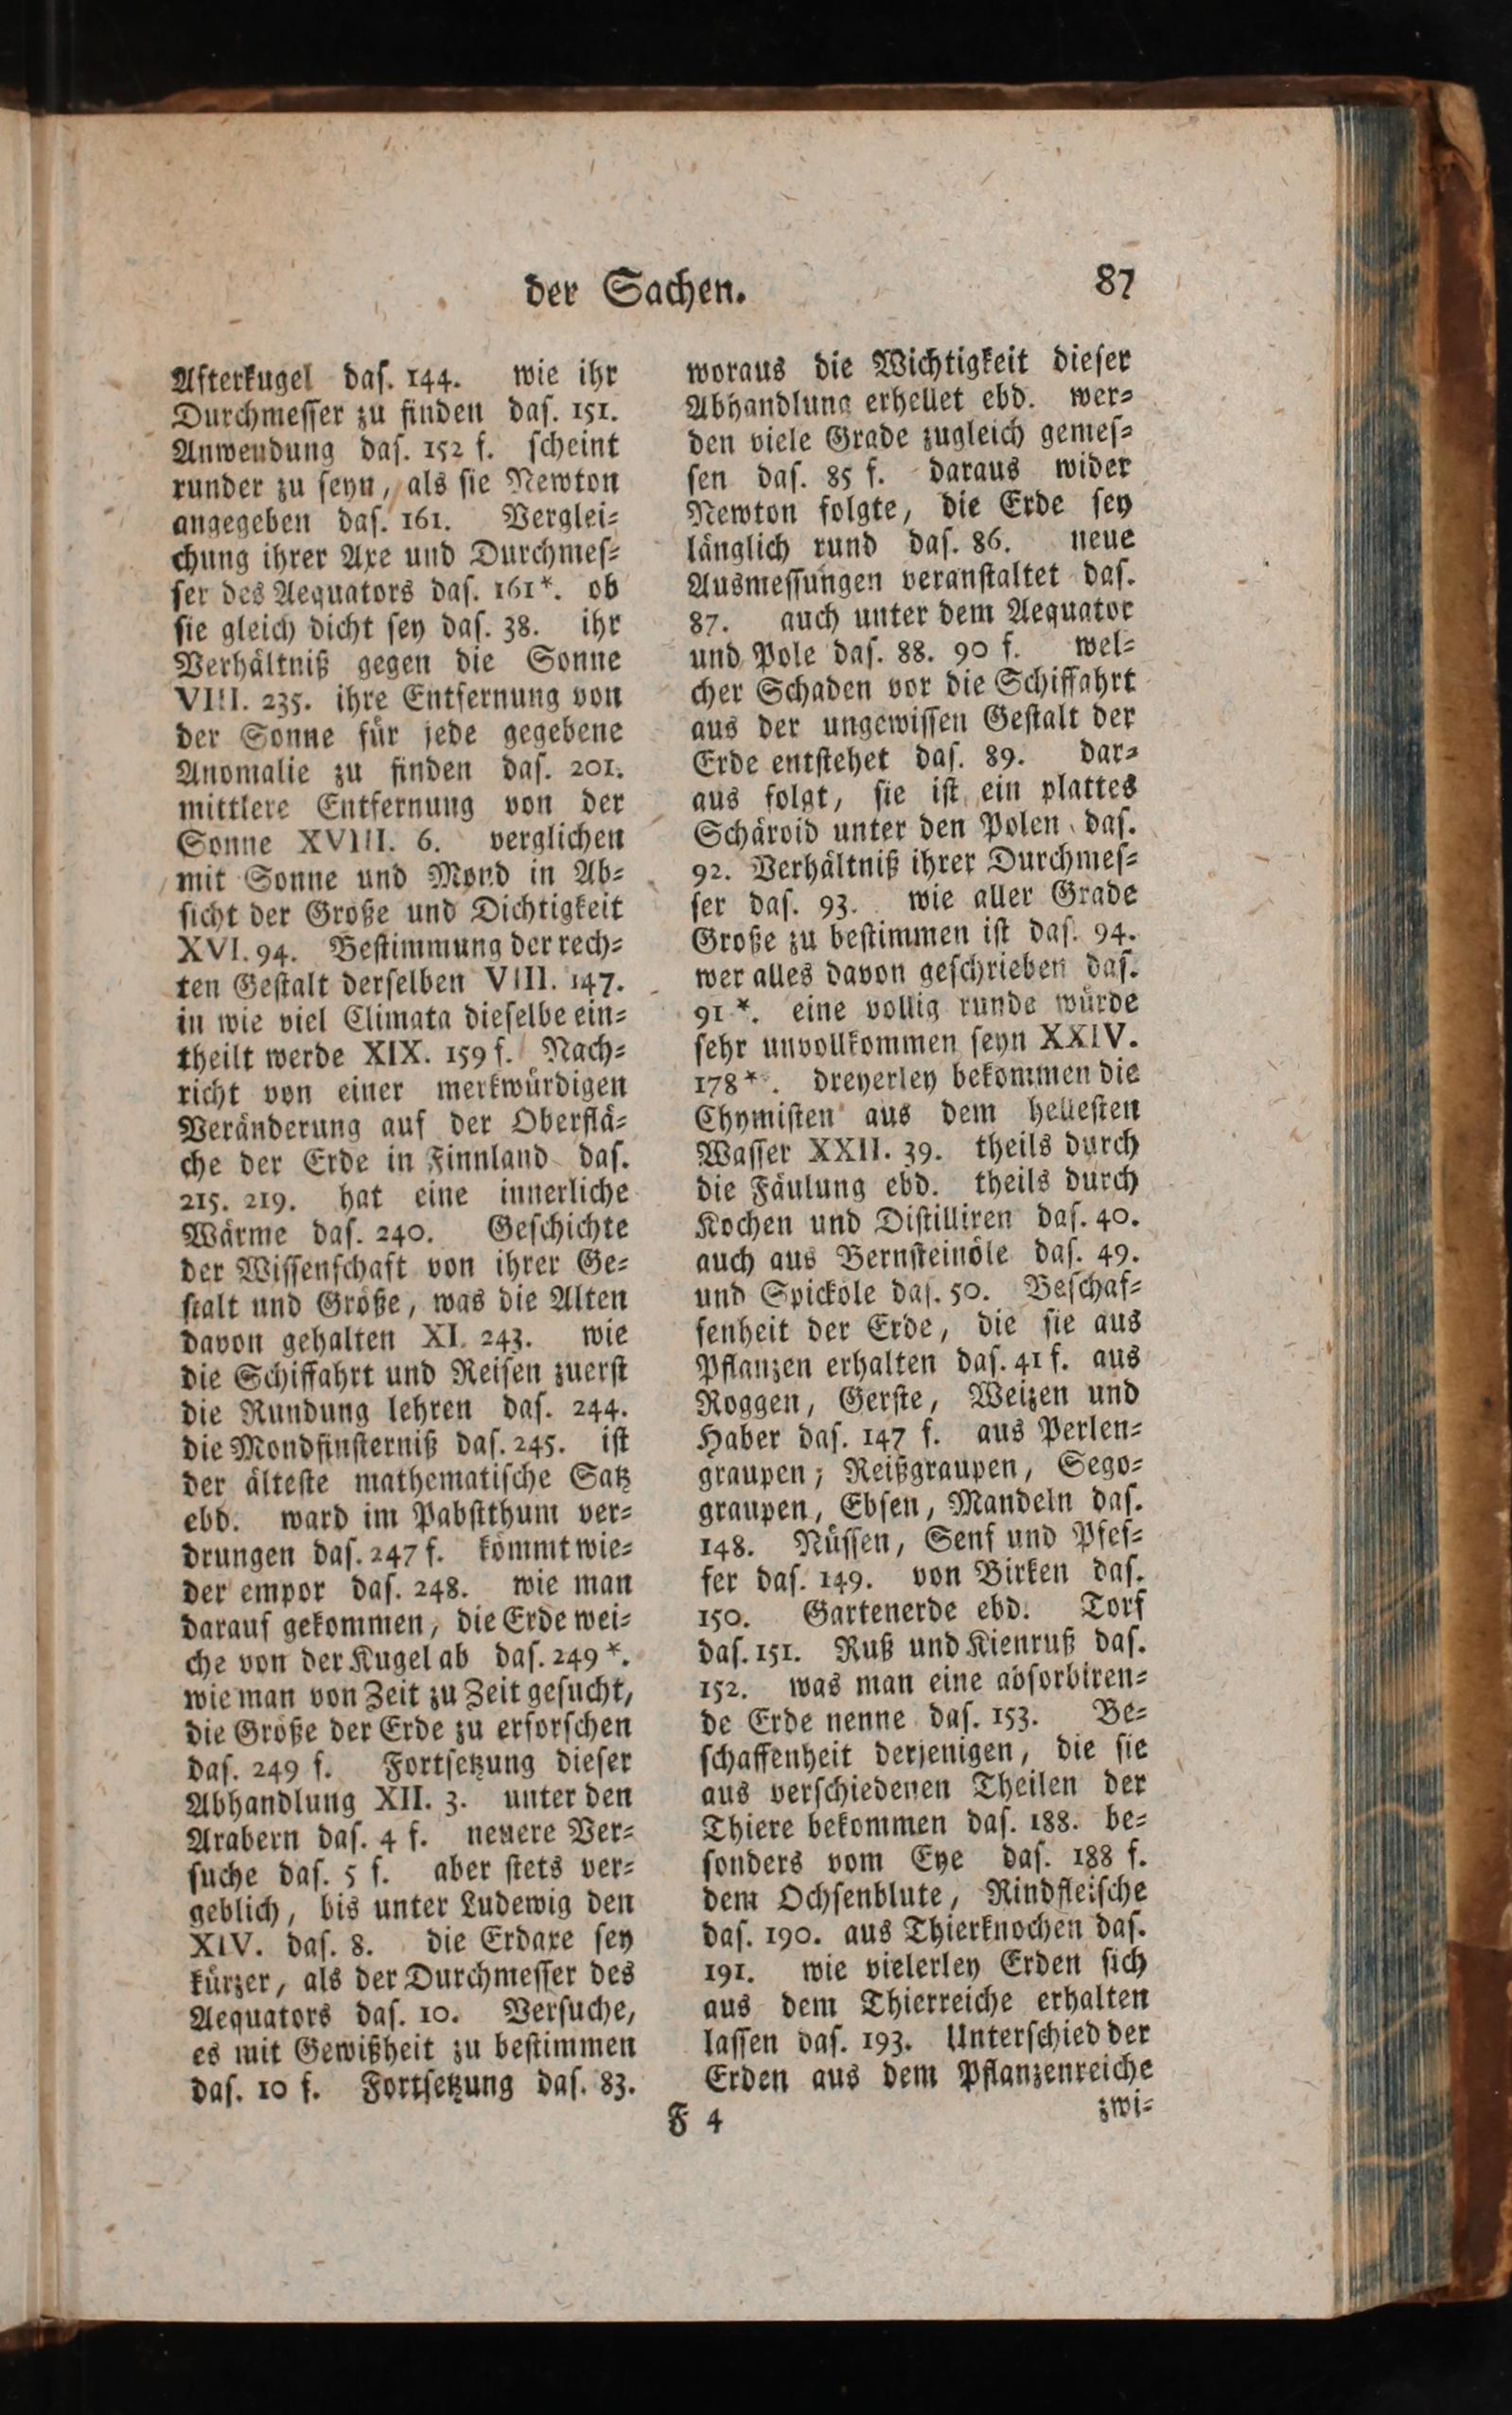 der Sachen.
87
Afterkugel daſ. 144. wie ihr
Durchmeſſer zu finden daſ. 151.
Anwendung daſ. 152 f. ſcheint
runder zu ſeyn, als ſie Newton
angegeben daſ. 161. Verglei⸗
chung ihrer Axe und Durchmeſ⸗
ſer des Aequators daſ. 161*. ob
ſie gleich dicht ſey daſ. 38. ihr
Verhältniß gegen die Sonne
VIII. 235. ihre Entfernung von
der Sonne für jede gegebene
Anomalie zu finden daſ. 201.
mittlere Entfernung von der
Sonne XVIII. 6. verglichen
mit Sonne und Mond in Ab⸗
ſicht der Große und Dichtigkeit
XVI. 94. Beſtimmung der rech⸗
ten Geſtalt derſelben VIII. 147.
in wie viel Climata dieſelbe ein⸗
theilt werde XIX. 159 f. Nach⸗
richt von einer merkwürdigen
Veränderung auf der Oberflä⸗
che der Erde in Finnland daſ.
215. 219. hat eine innerliche
Wärme daſ. 240. Geſchichte
der Wiſſenſchaft von ihrer Ge⸗
ſtalt und Größe, was die Alten
davon gehalten XI. 243. wie
die Schiffahrt und Reiſen zuerſt
die Rundung lehren daſ. 244.
die Mondfinſterniß daſ. 245. iſt
der älteſte mathematiſche Satz
ebd. ward im Pabſtthum ver⸗
drungen daſ. 247 f. kömmt wie⸗
der empor daſ. 248. wie man
darauf gekommen, die Erde wei⸗
che von der Kugel ab daſ. 249*.
wie man von Zeit zu Zeit geſucht,
die Größe der Erde zu erforſchen
daſ. 249 f. Fortſetzung dieſer
Abhandlung XII. 3. unter den
Arabern daſ. 4 f. neuere Ver⸗
ſuche daſ. 5 f. aber ſtets ver⸗
geblich, bis unter Ludewig den
XIV. daſ. 8. die Erdaxe ſey
kürzer, als der Durchmeſſer des
Aequators daſ. 10. Verſuche,
es mit Gewißheit zu beſtimmen
daſ. 10 f. Fortſetzung daſ. 83.
woraus die Wichtigkeit dieſer
Abhandlung erhellet ebd. wer⸗
den viele Grade zugleich gemeſ⸗
ſen daſ. 85 f. daraus wider
Newton folgte, die Erde ſey
länglich rund daſ. 86. neue
Ausmeſſungen veranſtaltet daſ.
87. auch unter dem Aequator
und Pole daſ. 88. 90 f. wel⸗
cher Schaden vor die Schiffahrt
aus der ungewiſſen Geſtalt der
Erde entſtehet daſ. 89. dar⸗
aus folgt, ſie iſt ein plattes
Schäroid unter den Polen daſ.
92. Verhältniß ihrer Durchmeſ⸗
ſer daſ. 93. wie aller Grade
Große zu beſtimmen iſt daſ. 94.
wer alles davon geſchrieben daſ.
91*. eine vollig runde würde
ſehr unvollkommen ſeyn XXIV.
178*. dreyerley bekommen die
Chymiſten aus dem helleſten
Waſſer XXII. 39. theils durch
die Fäulung ebd. theils durch
Kochen und Diſtilliren daſ. 40.
auch aus Bernſteinöle daſ. 49.
und Spicköle daſ. 50. Beſchaf⸗
fenheit der Erde, die ſie aus
Pflanzen erhalten daſ. 41 f. aus
Roggen, Gerſte, Weizen und
Haber daſ. 147 f. aus Perlen⸗
graupen, Reißgraupen, Sego⸗
graupen, Ebſen, Mandeln daſ.
148. Nüſſen, Senf und Pfef⸗
fer daſ. 149. von Birken daſ.
150. Gartenerde ebd. Torf
daſ. 151. Ruß und Kienruß daſ.
152. was man eine abſorbiren⸗
de Erde nenne daſ. 153. Be⸗
ſchaffenheit derjenigen, die ſie
aus verſchiedenen Theilen der
Thiere bekommen daſ. 188. be⸗
ſonders vom Eye daſ. 188 f.
dem Ochſenblute, Rindfleiſche
daſ. 190. aus Thierknochen daſ.
191. wie vielerley Erden ſich
aus dem Thierreiche erhalten
laſſen daſ. 193. Unterſchied der
Erden aus dem Pflanzenreiche
F 4
zwi⸗